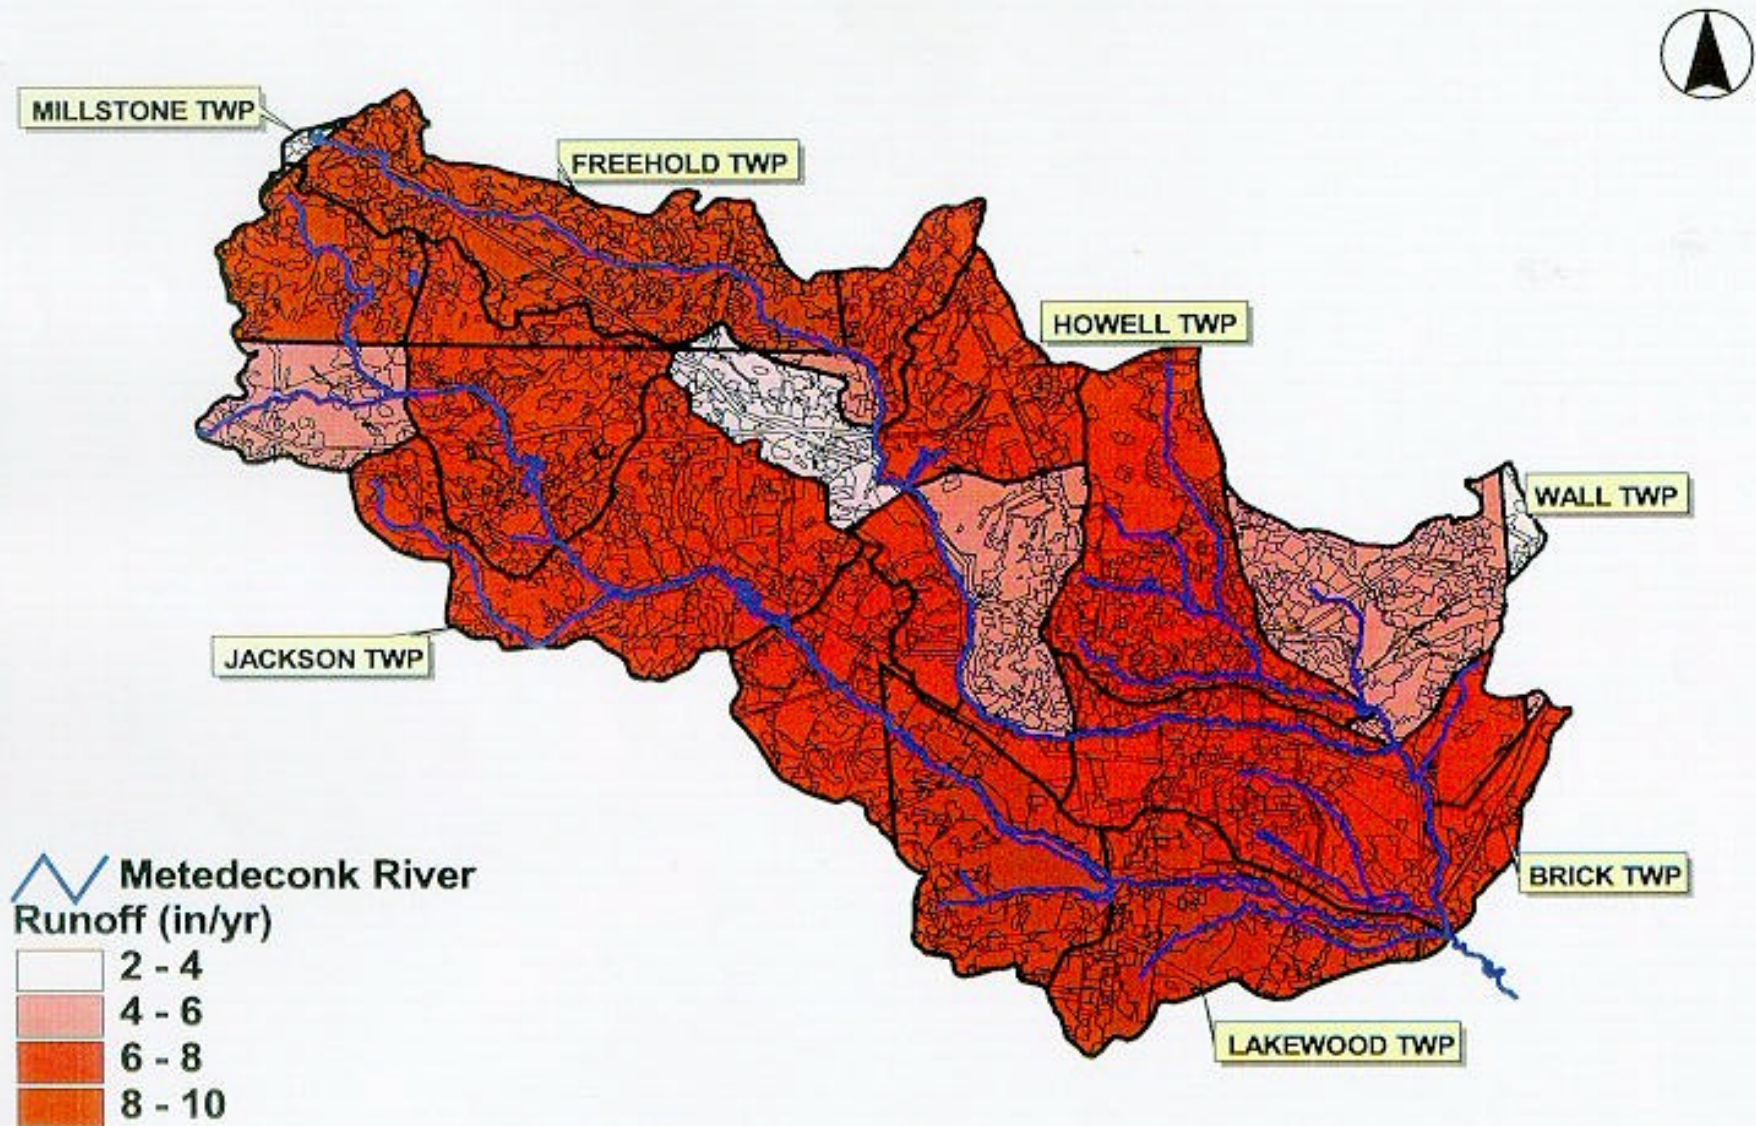 MILLSTONE TWP
FREEHOLD TWP
HOWELL TWP
WALL TWP
JACKSON TWP
BRICK TWP
LAKEWOOD TWP
Metedeconk River
Runoff (in/yr)
2 - 4
4 - 6
6 - 8
8 - 10